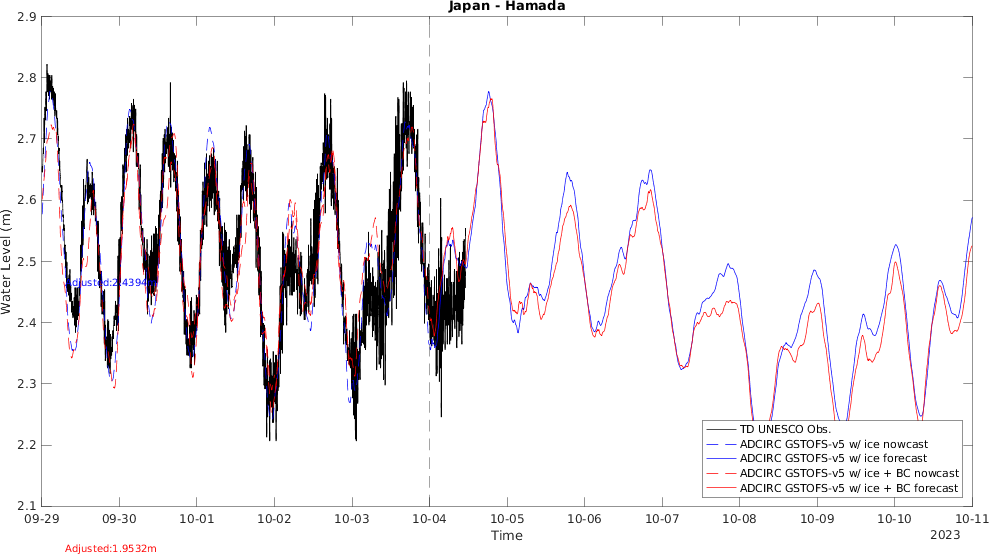 Japan - Hamada
2.9
2.8
2.7
2.6
2.5
2.4
2.3
2.2
2.1
Water Level (m)
Adjusted:2.4394
TD UNESCO Obs.
ADCIRC GSTOFS-v5 w/ ice nowcast
ADCIRC GSTOFS-v5 w/ ice forecast
ADCIRC GSTOFS-v5 w/ ice + BC nowcast
ADCIRC GSTOFS-v5 w/ ice + BC forecast
09-29 09-30 10-01 10-02 10-03 10-04 10-05 10-06 10-07 10-08 10-09 10-10 10-11
Time
2023
Adjusted:1.9532m